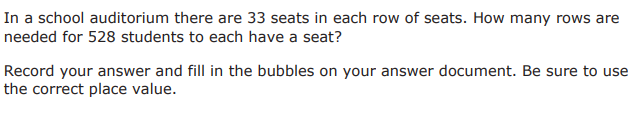 In a school auditorium there are 33 seats in each row of seats. How many rows are
needed for 528 students to each have a seat?
Record your answer and fill in the bubbles on your answer document. Be sure to use
the correct place value.